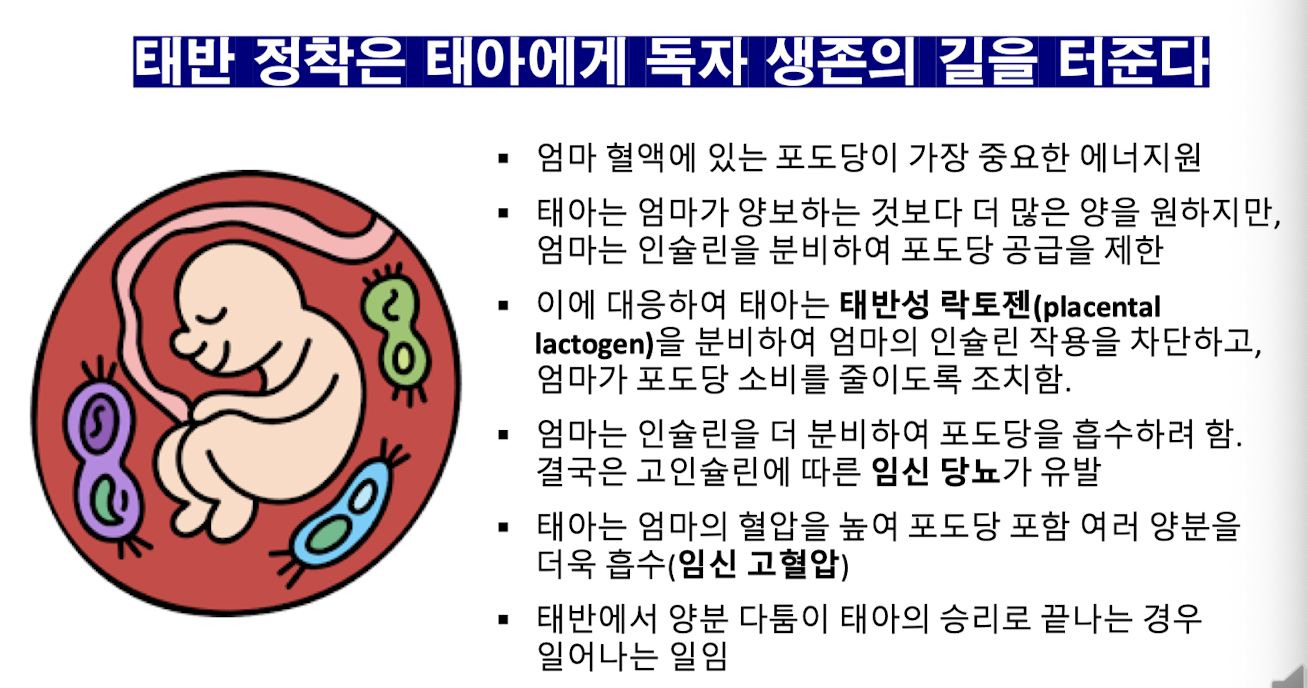 태반 정착은 태아에게 독자 생존의 길을 터준다
▪ 엄마 혈액에 있는 포도당이 가장 중요한 에너지원
▪ 태아는 엄마가 양보하는 것보다 더 많은 양을 원하지만,
엄마는 인슐린을 분비하여 포도당 공급을 제한
▪ 이에 대응하여 태아는 태반성 락토젠(placental
lactogen)을 분비하여 엄마의 인슐린 작용을 차단하고,
엄마가 포도당 소비를 줄이도록 조치함.
▪ 엄마는 인슐린을 더 분비하여 포도당을 흡수하려 함.
결국은 고인슐린에 따른 임신 당뇨가 유발
▪ 태아는 엄마의 혈압을 높여 포도당 포함 여러 양분을
더욱 흡수(임신 고혈압)
▪ 태반에서 양분 다툼이 태아의 승리로 끝나는 경우
일어나는 일임